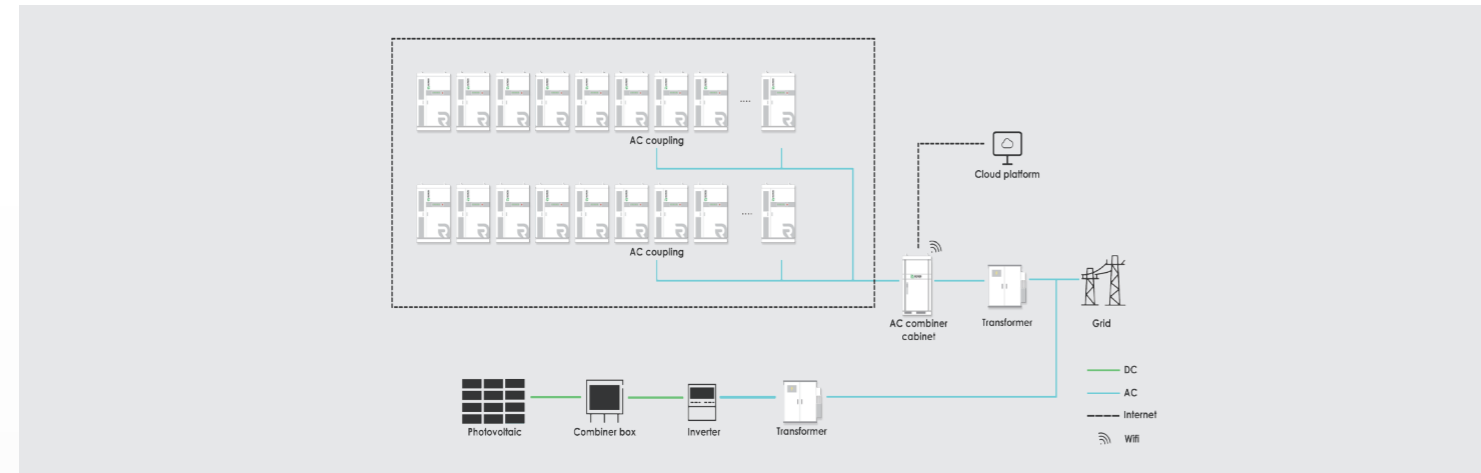 ....
AC coupling
....
AC coupling
Cloud platform
AC combiner
cabinet
Transformer
Grid
Photovoltaic
Combiner box
Inverter
Transformer
DC
AC
Internet
Wifi